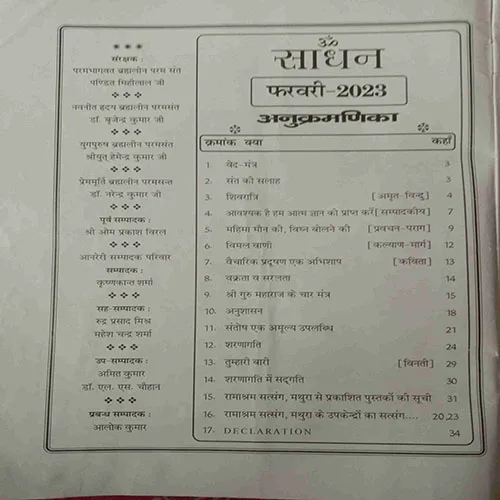 संरक्षक :
परमभागवत ब्रह्मलीन परम संत
पण्डित मिहीलाल जी
नवनीत हृदय ब्रह्मलीन परमसंत
डॉ. बृजेन्द्र कुमार जी
युगपुरुष ब्रह्मलीन परमसंत
श्रीयुत् हेमेन्द्र कुमार जी
प्रेममूर्ति ब्रह्मलीन परमसन्त
डॉ. नरेन्द्र कुमार जी
पूर्व सम्पादक :
श्री ओम प्रकाश विरल
आनरेरी सम्पादक परिवार
सम्पादक :
कृष्णकान्त शर्मा
सह-सम्पादक :
रुद्र प्रसाद मिश्र
महेश चन्द्र शर्मा
उप-सम्पादक :
अमित कुमार
डॉ. एल. एस. चौहान
प्रबन्ध सम्पादक :
आलोक कुमार
ॐ
साधन
फरवरी-2023
अनुक्रमणिका
क्रमांक क्या कहाँ
1. वेद-मन्त्र 3
2. संत की सलाह 3
3. शिवरात्रि [अमृत-विन्दु] 4
4. आवश्यक है हम आत्म ज्ञान को प्राप्त करें[सम्पादकीय] 7
5. महिमा मौन की, विघ्न बोलने की [प्रवचन-पराग] 9
6. विमल वाणी [कल्याण-मार्ग] 12
7. वैचारिक प्रदूषण एक अभिशाप [कविता] 13
8. वक्रता व सरलता 14
9. श्री गुरु महाराज के चार मंत्र 15
10. अनुशासन 18
11. संतोष एक अमूल्य उपलब्धि 21
12. शरणागति 24
13. तुम्हारी बारी [विनती] 29
14. शरणागति में सद्गति 30
15. रामाश्रम सत्संग, मथुरा से प्रकाशित पुस्तकों की सूची 31
16. रामाश्रम सत्संग, मथुरा के उपकेन्द्रों का सत्संग.... 20,23
17- DECLARATION 34